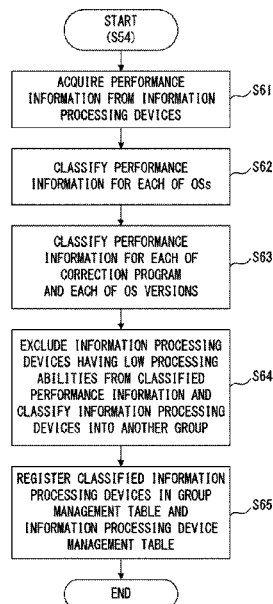 START
(S54)
ACQUIRE PERFORMANCE
INFORMATION FROM INFORMATION
PROCESSING DEVICES
S61
CLASSIFY PERFORMANCE
INFORMATION FOR EACH OF OSs
S62
CLASSIFY PERFORMANCE
INFORMATION FOR EACH OF
CORRECTION PROGRAM
AND EACH OF OS VERSIONS
S63
EXCLUDE INFORMATION PROCESSING
DEVICES HAVING LOW PROCESSING
ABILITIES FROM CLASSIFIED
PERFORMANCE INFORMATION AND
CLASSIFY INFORMATION PROCESSING
DEVICES INTO ANOTHER GROUP
S64
REGISTER CLASSIFIED INFORMATION
PROCESSING DEVICES IN GROUP
MANAGEMENT TABLE AND
INFORMATION PROCESSING DEVICE
MANAGEMENT TABLE
S65
END